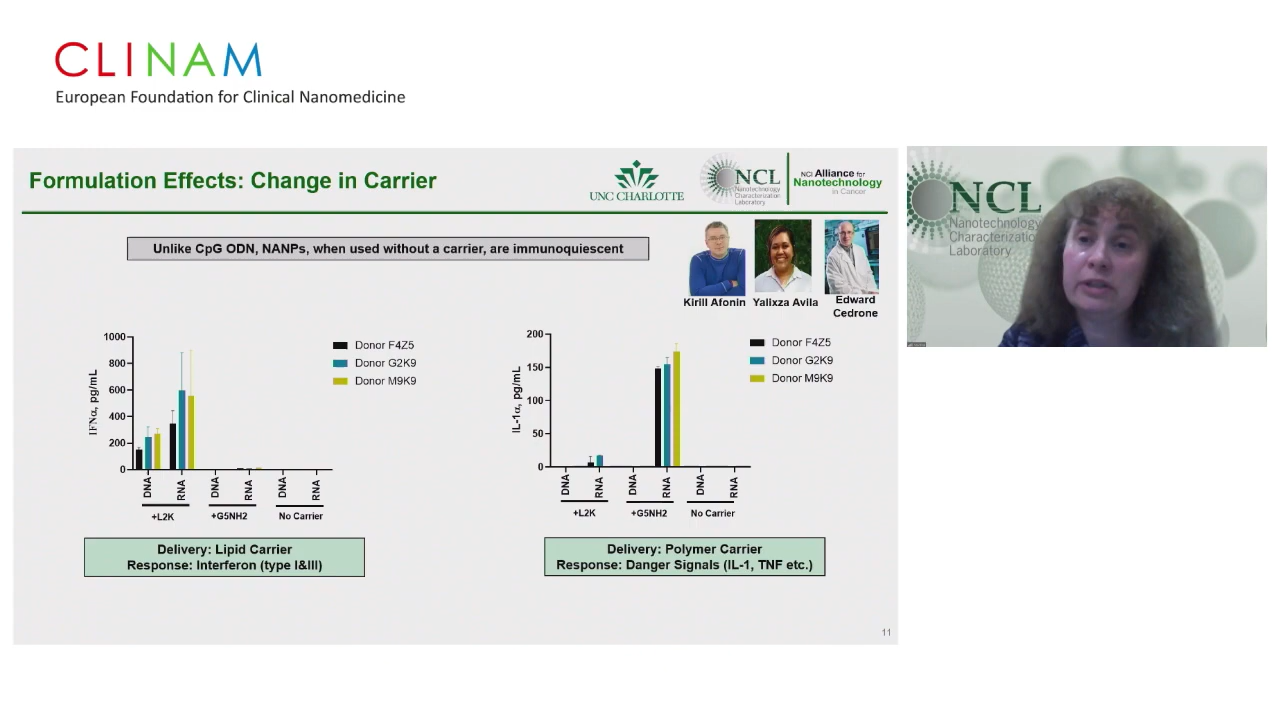 CLINAM
European Foundation for Clinical Nanomedicine
Formulation Effects: Change in Carrier
UNC CHARLOTTE
NCL
Nanotechnology
Characterization
Laboratory
NCI Alliance for
Nanotechnology
in Cancer
Unlike CpG ODN, NANPs, when used without a carrier, are immunoquiescent
Kirill Afonin
Yalixza Avila
Edward
Cedrone
IFNα, pg/mL
1000
800
600
400
200
0
Donor F4Z5
Donor G2K9
Donor M9K9
DNA
RNA
DNA
RNA
DNA
RNA
+L2K
+G5NH2
No Carrier
Delivery: Lipid Carrier
Response: Interferon (type I&III)
IL-1α, pg/mL
200
150
100
50
0
Donor F4Z5
Donor G2K9
Donor M9K9
DNA
RNA
DNA
RNA
DNA
RNA
+L2K
+G5NH2
No Carrier
Delivery: Polymer Carrier
Response: Danger Signals (IL-1, TNF etc.)
11
NCL
Nanotechnology
Characterizatio
Laboratory